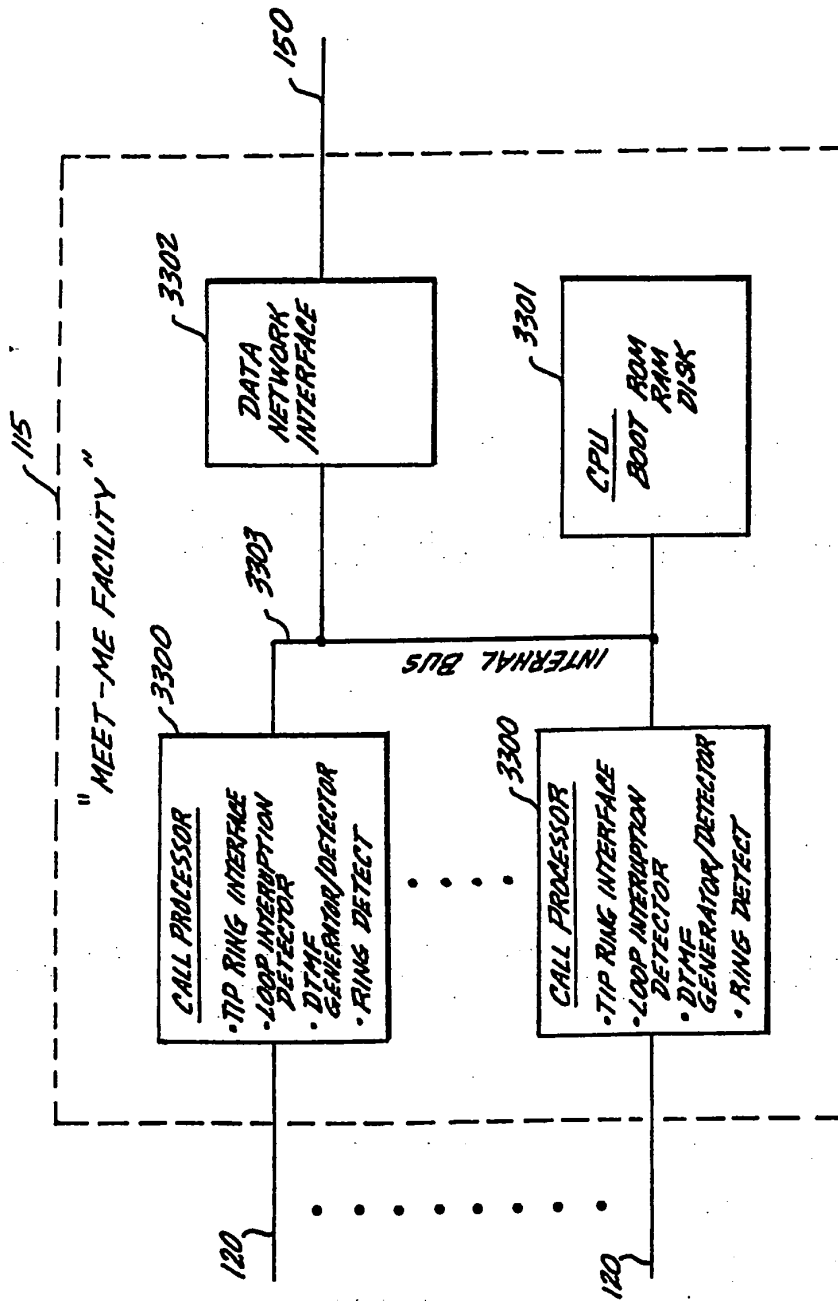 115
"MEET-ME FACILITY"
120
3300
CALL PROCESSOR
• TIP RING INTERFACE
• LOOP INTERUPTION
DETECTOR
• DTMF
GENERATOR/DETECTOR
• RING DETECT
3303
INTERNAL BUS
3302
DATA
NETWORK
INTERFACE
150
120
3300
CALL PROCESSOR
• TIP RING INTERFACE
• LOOP INTERUPTION
DETECTOR
• DTMF
GENERATOR/DETECTOR
• RING DETECT
3301
CPU
BOOT ROM
RAM
DISK